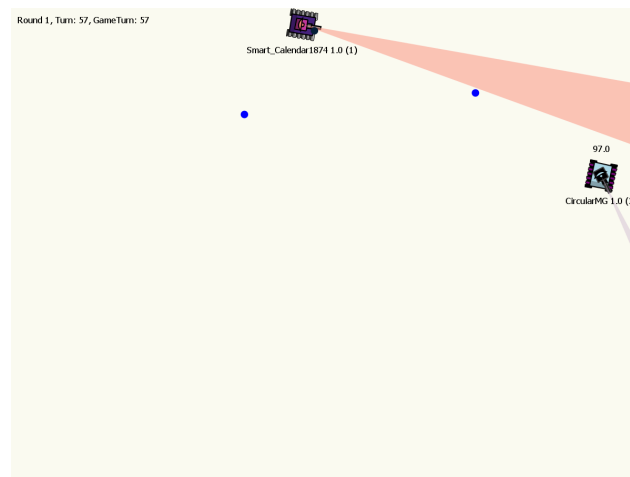 Round 1, Turn: 57, GameTurn: 57
Smart_Calendar1874 1.0 (1)
97.0
CircularMG 1.0 (